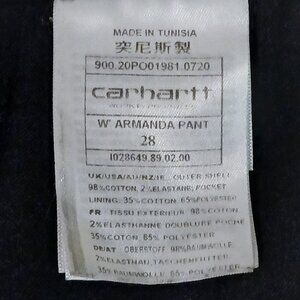 MADE IN TUNISIA
突尼斯製
900.20PO01981.0720
carhartt
W' ARMANDA PANT
28
I028649.89.02.00
UK/USA/AU/NZ/IE : OUTER SHELL
98%COTTON, 2%ELASTANE, POCKET
LINING: 35%COTON 65%POLYESTER
FR : TISSU EXTERIEUR 98%COTON
2%ELASTHANNE DOUBLURE POCHE
35%COTON 65% POLYESTER
DE/AT : OBERSTOFF 98%BAUMWOLLE
2%ELASTHAN TASCHENFUTTER
35%BAUMWOLLE 65% POLYESTER